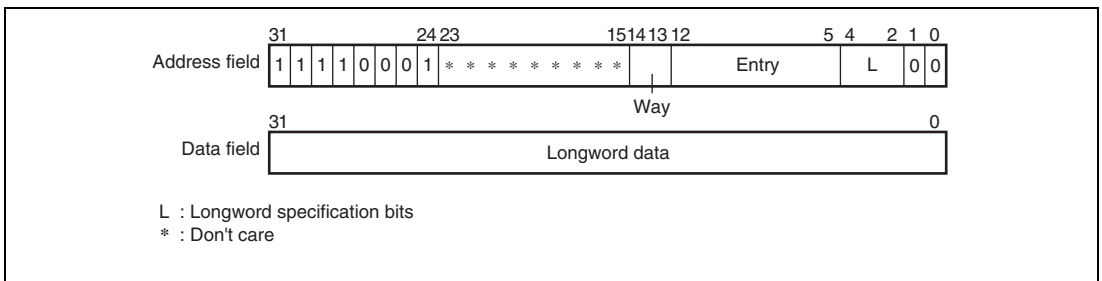 31 24 23 15 14 13 12 5 4 2 1 0
Address field 1 1 1 1 0 0 0 1 * * * * * * * * * Entry L 0 0
Way
31 0
Data field Longword data
L : Longword specification bits
* : Don't care